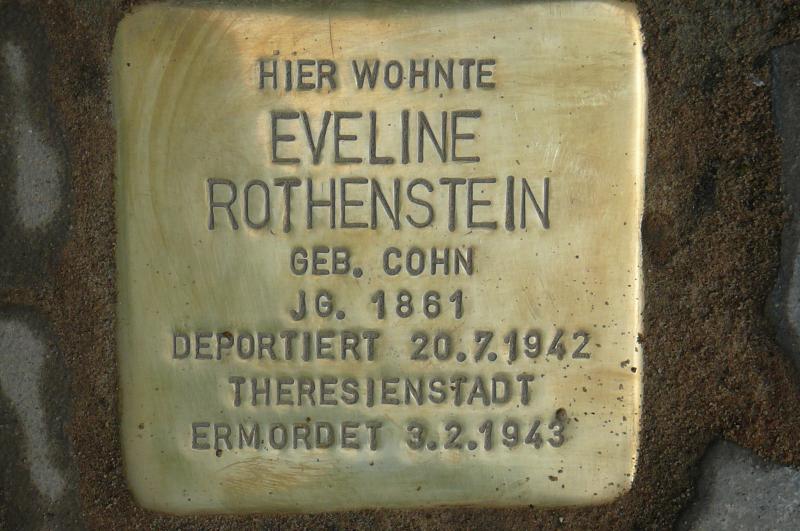 HIER WOHNTE
EVELINE
ROTHENSTEIN
GEB. COHN
JG. 1861
DEPORTIERT 20.7.1942
THERESIENSTADT
ERMORDET 3.2.1943